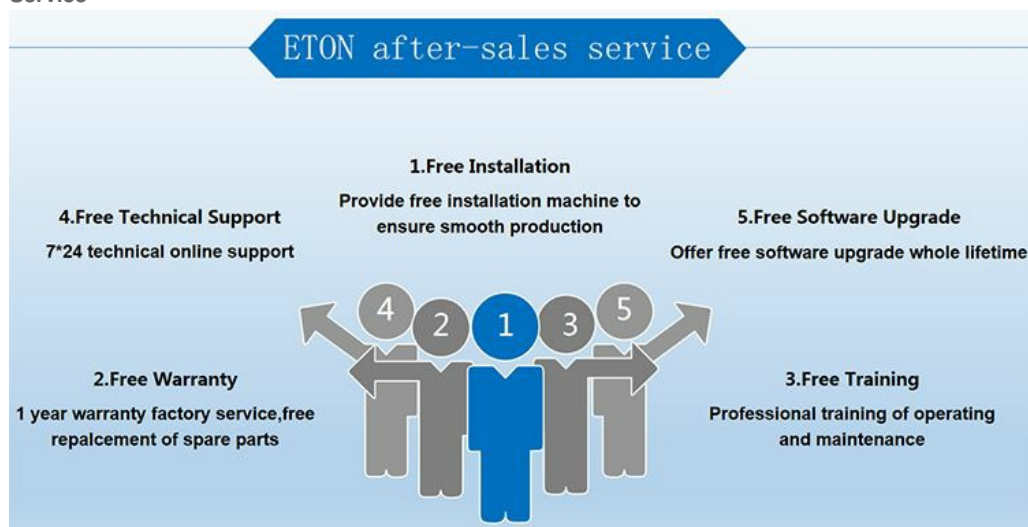 ETON after-sales service
1.Free Installation
Provide free installation machine to
ensure smooth production
4.Free Technical Support
7*24 technical online support
5.Free Software Upgrade
Offer free software upgrade whole lifetime
4
2
1
3
5
2.Free Warranty
1 year warranty factory service,free
repalcement of spare parts
3.Free Training
Professional training of operating
and maintenance